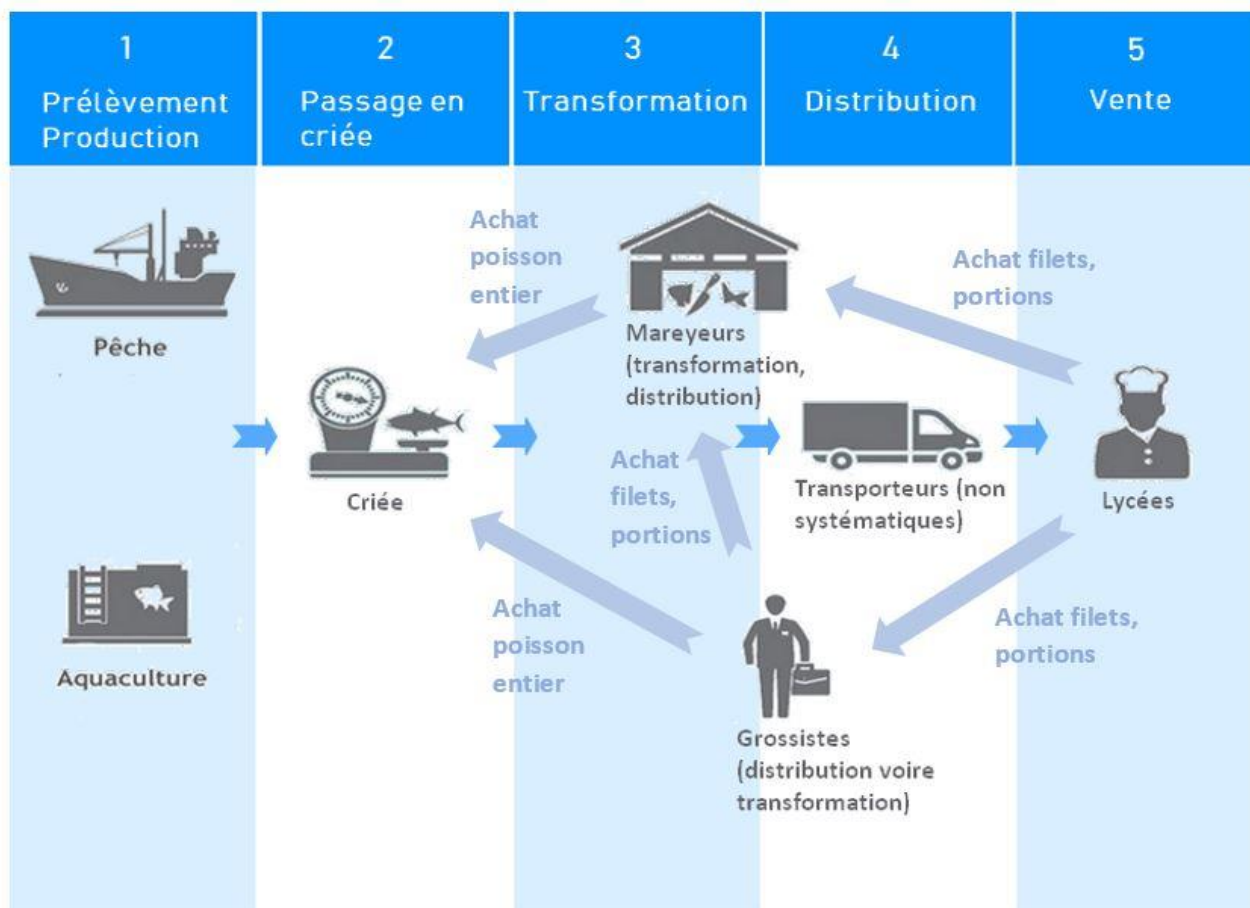 1
Prélèvement
Production
2
Passage en
criée
3
Transformation
4
Distribution
5
Vente
Pêche
Aquaculture
Achat
poisson
entier
Criée
Achat
poisson
entier
Mareyeurs
(transformation,
distribution)
Achat
filets,
portions
Achat filets,
portions
Transporteurs (non
systématiques)
Lycées
Achat filets,
portions
Grossistes
(distribution voire
transformation)